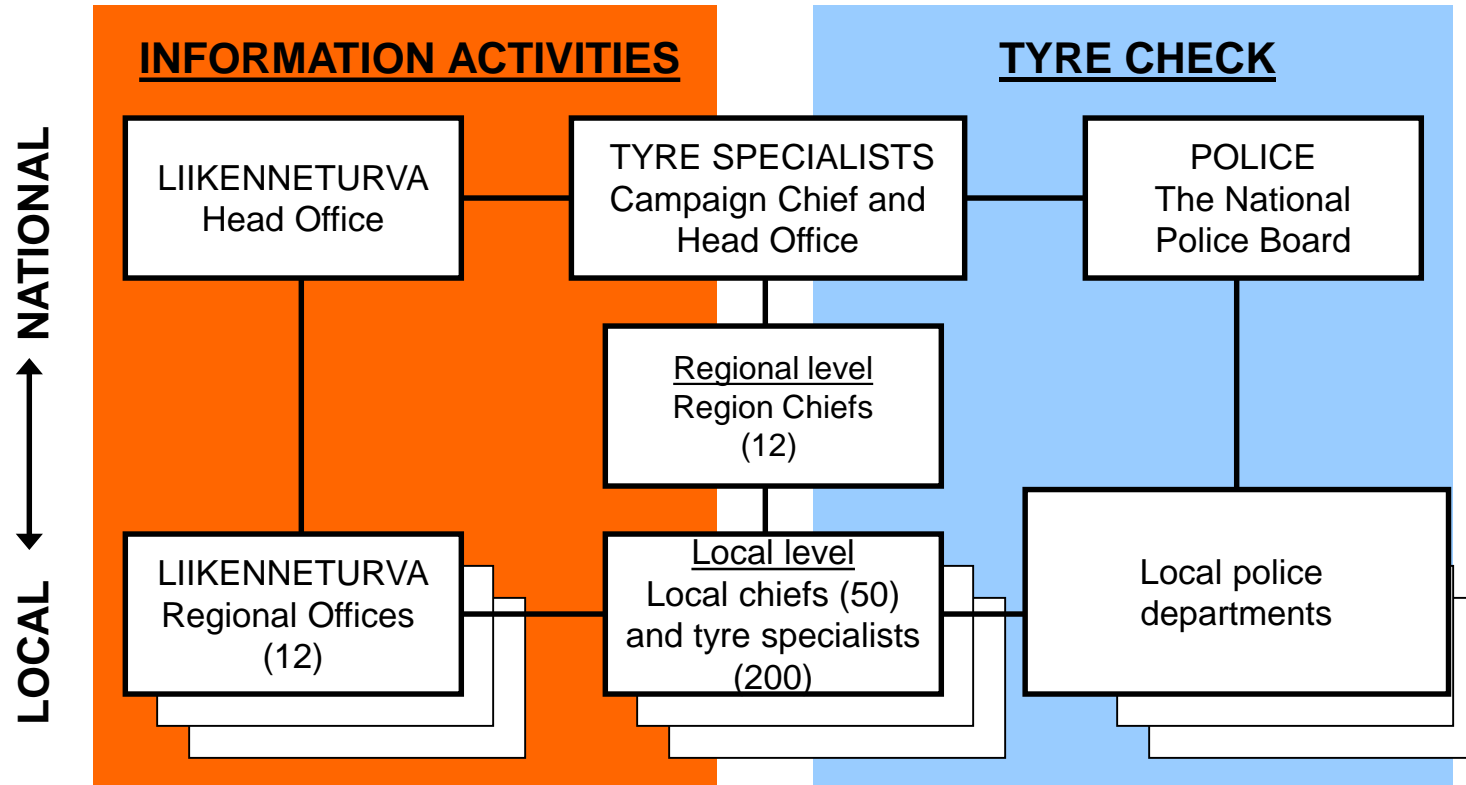 INFORMATION ACTIVITIES
TYRE CHECK
NATIONAL
LOCAL
LIIKENNETURVA
Head Office
TYRE SPECIALISTS
Campaign Chief and
Head Office
POLICE
The National
Police Board
Regional level
Region Chiefs
(12)
LIIKENNETURVA
Regional Offices
(12)
Local level
Local chiefs (50)
and tyre specialists
(200)
Local police
departments